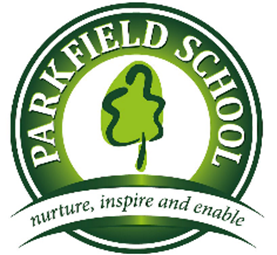 PARKFIELD SCHOOL
nurture, inspire and enable